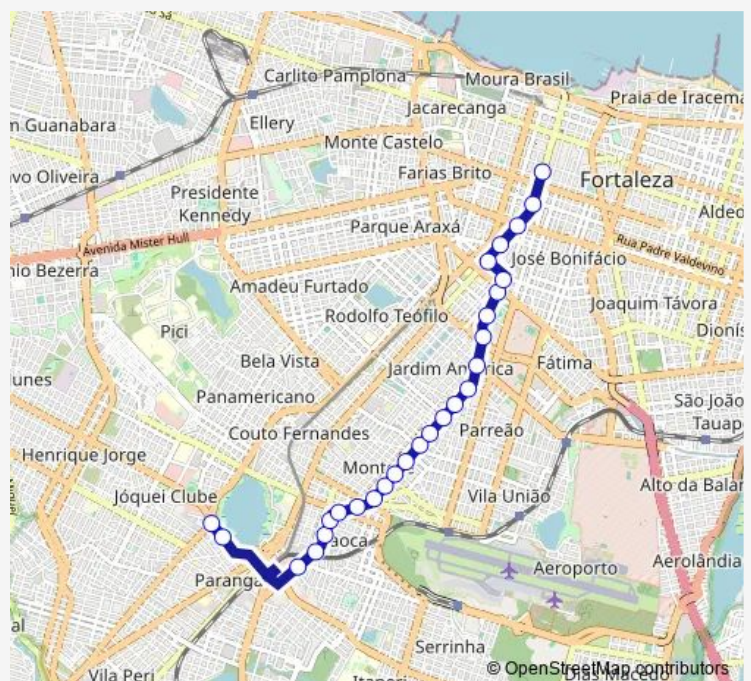 Carlito Pamplona
Moura Brasil
Praia de Iracema
Jacarecanga
m Guanabara
Ellery
Monte Castelo
Farias Brito
vo Oliveira
Fortaleza
Presidente
Kennedy
Aldeo
Parque Araxá
Avenida Mister Hull
Rua Padre Valdevino
José Bonifácio
nio Bezerra
Amadeu Furtado
Joaquim Távora
Rodolfo Teófilo
Pici
Dionís
Bela Vista
Jardim América
Fátima
unes
Panamericano
São João
Tauap
Couto Fernandes
Parreão
Henrique Jorge
Mont
Alto da Balan
Jóquei Clube
Vila União
aoca
Aeroporto
Aerolândia
Paranga
al
Serrinha
Vila Peri
Itaperi
Dias Macedo
© OpenStreetMap contributors